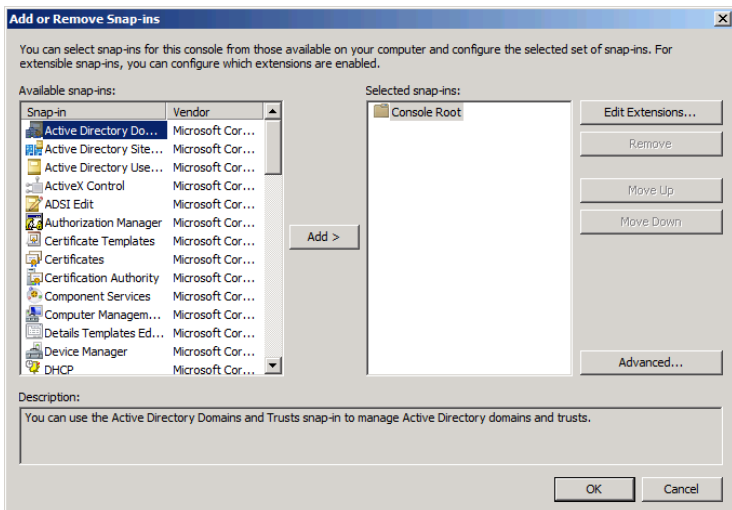 Add or Remove Snap-ins
You can select snap-ins for this console from those available on your computer and configure the selected set of snap-ins. For
extensible snap-ins, you can configure which extensions are enabled.
Available snap-ins:
Selected snap-ins:
Snap-in Vendor
Active Directory Do... Microsoft Cor...
Active Directory Site... Microsoft Cor...
Active Directory Use... Microsoft Cor...
ActiveX Control Microsoft Cor...
ADSI Edit Microsoft Cor...
Authorization Manager Microsoft Cor...
Certificate Templates Microsoft Cor...
Certificates Microsoft Cor...
Certification Authority Microsoft Cor...
Component Services Microsoft Cor...
Computer Managem... Microsoft Cor...
Details Templates Ed... Microsoft Cor...
Device Manager Microsoft Cor...
DHCP Microsoft Cor...
Add >
Console Root
Edit Extensions...
Remove
Move Up
Move Down
Advanced...
Description:
You can use the Active Directory Domains and Trusts snap-in to manage Active Directory domains and trusts.
OK Cancel